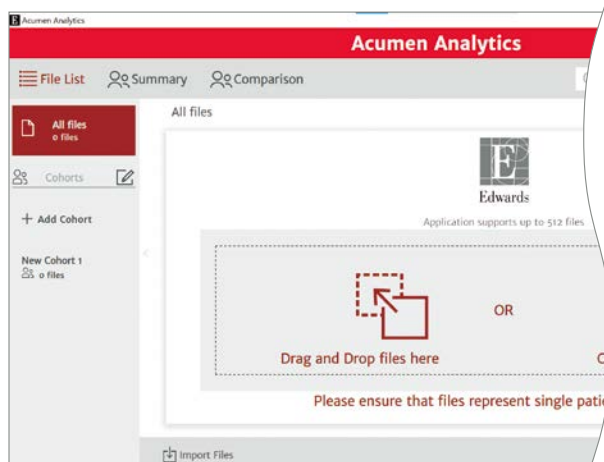 Acumen Analytics
Acumen Analytics
File List Summary Comparison
All files
0 files
All files
Cohorts
E
Edwards
Application supports up to 512 files
+ Add Cohort
New Cohort 1
0 files
OR
Drag and Drop files here
Please ensure that files represent single
Import Files